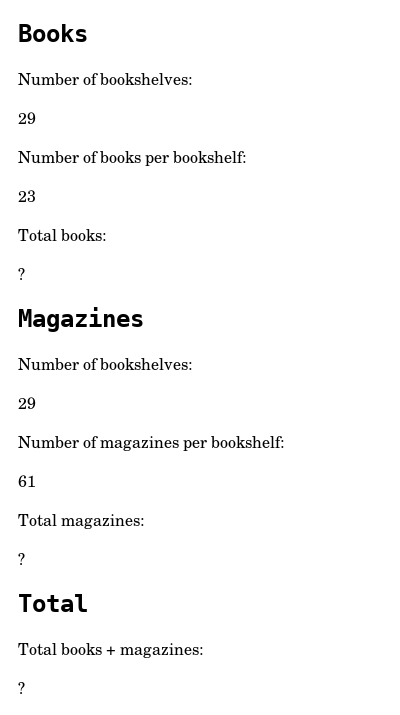 Books
Number of bookshelves:
29
Number of books per bookshelf:
23
Total books:
?
Magazines
Number of bookshelves:
29
Number of magazines per bookshelf:
61
Total magazines:
?
Total
Total books + magazines:
?